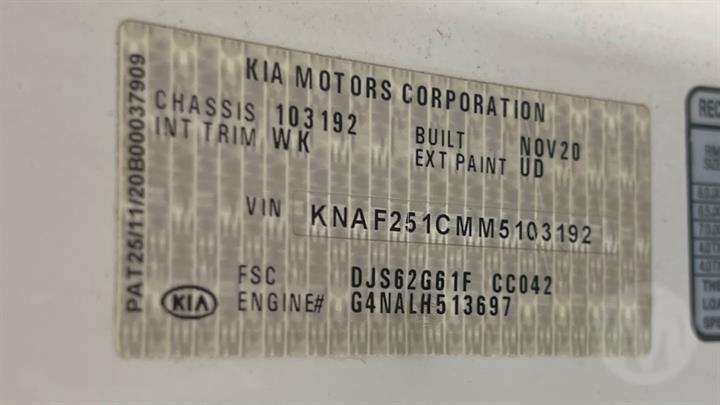 KIA MOTORS CORPORATION
CHASSIS 103192
BUILT NOV20
INT TRIM WK
EXT PAINT UD
VIN KNAF251CMM5103192
FSC DJS62G61F CC042
ENGINE# G4NALH513697
KIA
PAT25/11/20B00037909